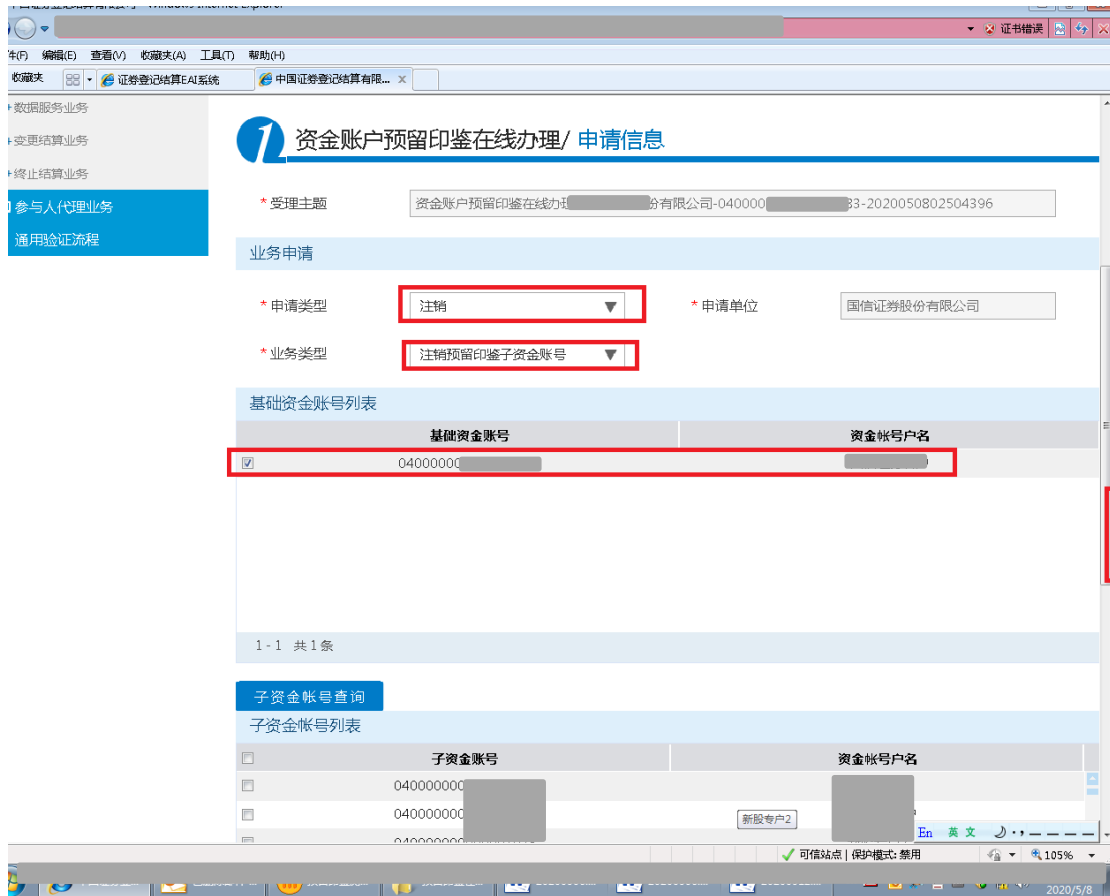 证书错误
编辑(E) 查看(V) 收藏夹(A) 工具(T) 帮助(H)
收藏夹 证券登记结算EAI系统 中国证券登记结算有限...
数据服务业务
变更结算业务
终止结算业务
参与人代理业务
通用验证流程
资金账户预留印鉴在线办理/ 申请信息
*受理主题 资金账户预留印鉴在线办 份有限公司-040000 33-2020050802504396
业务申请
*申请类型 注销 *申请单位 国信证券股份有限公司
*业务类型 注销预留印鉴子资金账号
基础资金账号列表
基础资金账号 资金帐号户名
04000000
1-1 共1条
子资金帐号查询
子资金帐号列表
子资金账号 资金帐号户名
040000000
040000000 新股专户2
En 英 文
可信站点 | 保护模式: 禁用 105%
2020/5/8